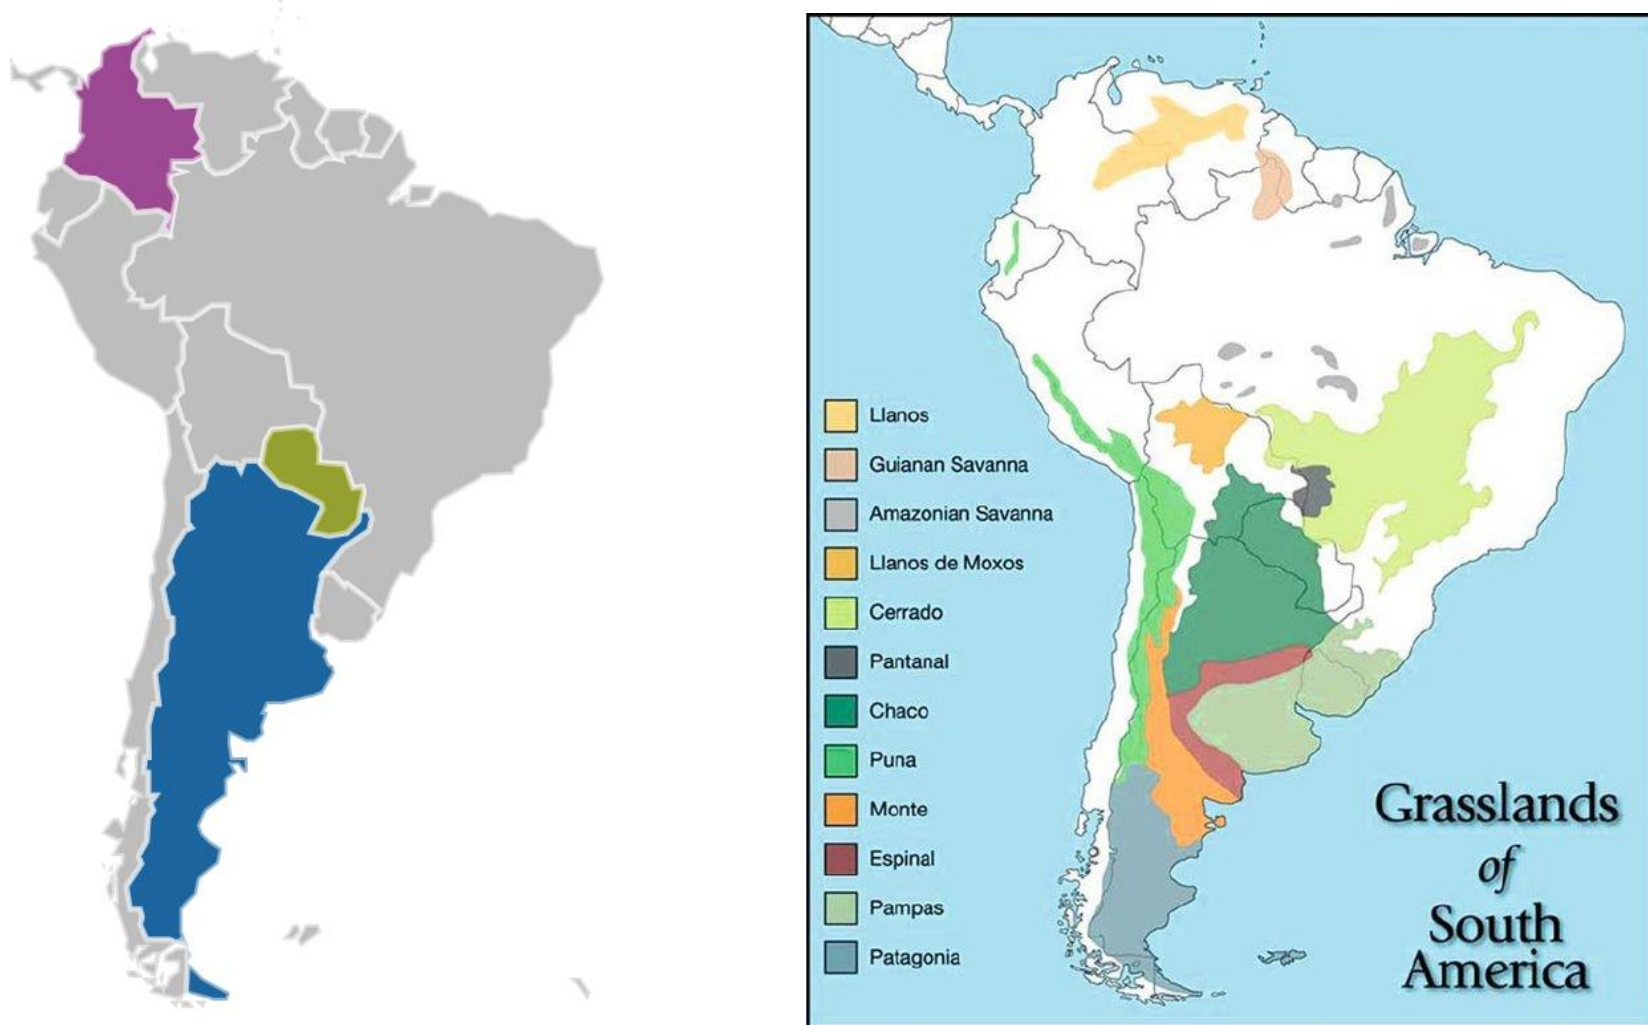 Llanos
Guianan Savanna
Amazonian Savanna
Llanos de Moxos
Cerrado
Pantanal
Chaco
Puna
Monte
Espinal
Pampas
Patagonia
Grasslands
of
South
America